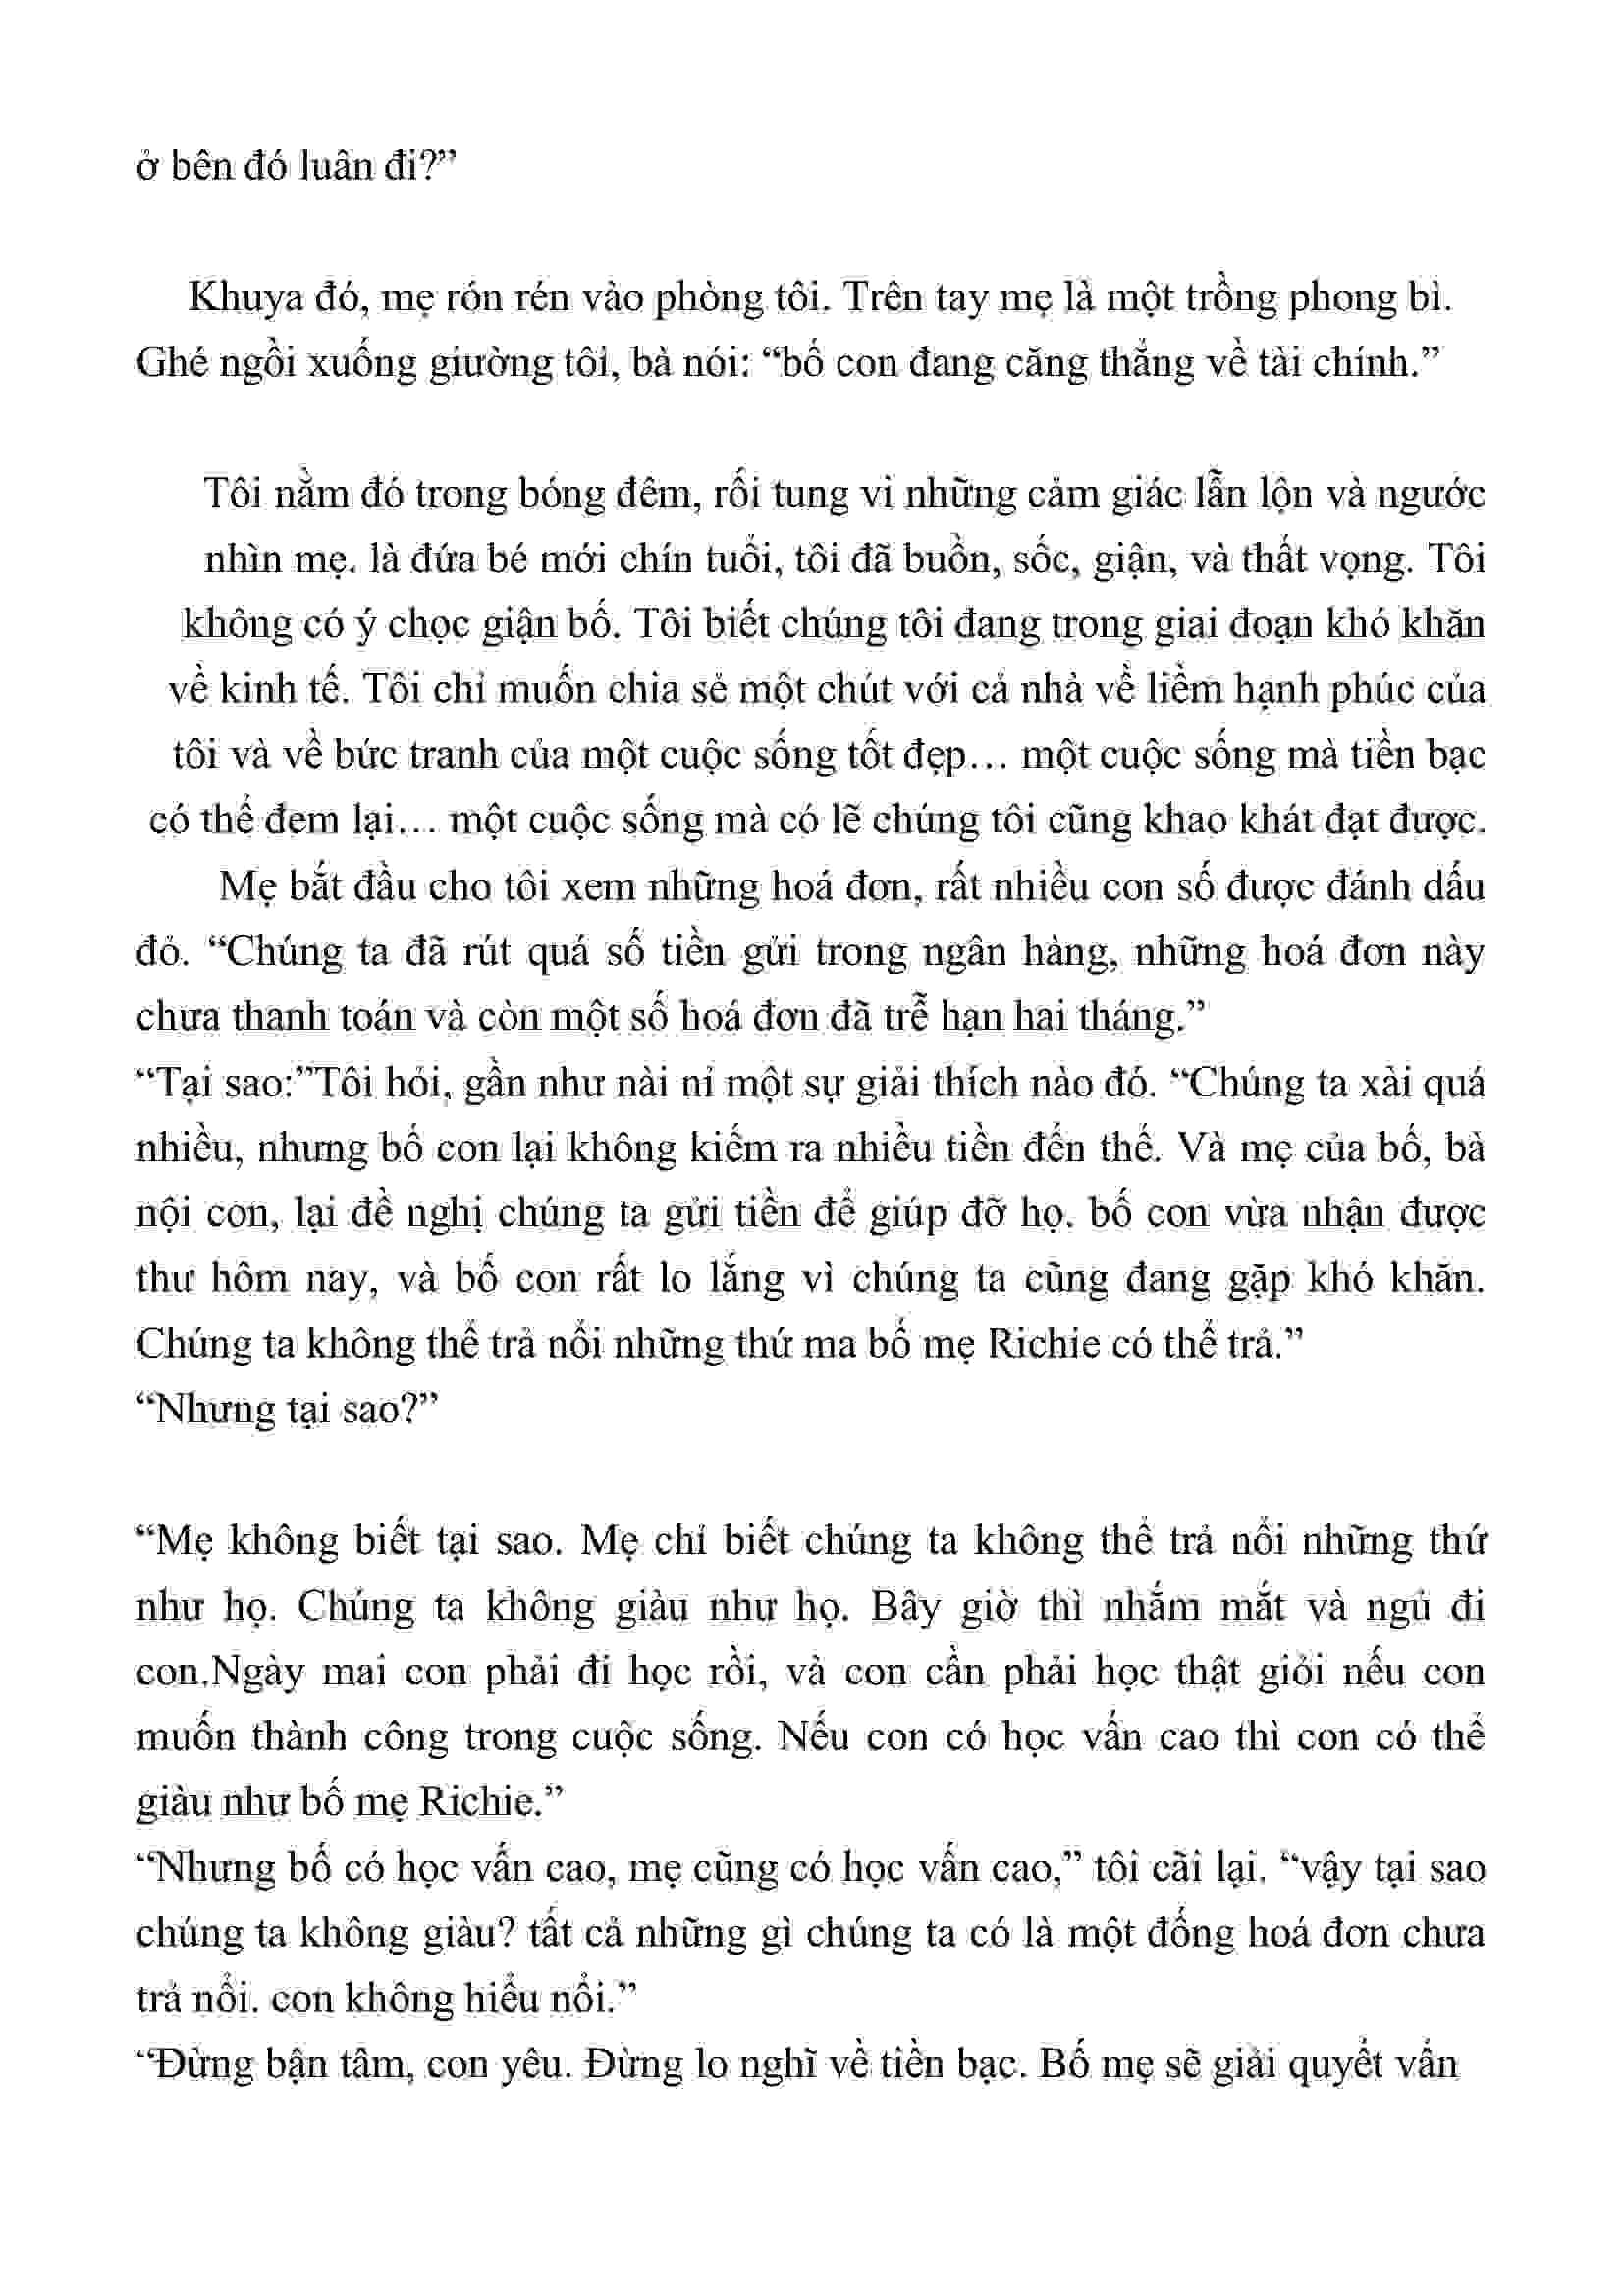 ở bên đó luân đi?”
Khuya đó, mẹ rón rén vào phòng tôi. Trên tay mẹ là một trồng phong bì.
Ghé ngồi xuống giường tôi, bà nói: “bố con đang căng thẳng về tài chính.”
Tôi nằm đó trong bóng đêm, rối tung vì những cảm giác lẫn lộn và ngước
nhìn mẹ. là đứa bé mới chín tuổi, tôi đã buồn, sốc, giận, và thất vọng. Tôi
không có ý chọc giận bố. Tôi biết chúng tôi đang trong giai đoạn khó khăn
về kinh tế. Tôi chỉ muốn chia sẻ một chút với cả nhà về liềm hạnh phúc của
tôi và về bức tranh của một cuộc sống tốt đẹp… một cuộc sống mà tiền bạc
có thể đem lại… một cuộc sống mà có lẽ chúng tôi cũng khao khát đạt được.
Mẹ bắt đầu cho tôi xem những hoá đơn, rất nhiều con số được đánh dấu
đỏ. “Chúng ta đã rút quá số tiền gửi trong ngân hàng, những hoá đơn này
chưa thanh toán và còn một số hoá đơn đã trễ hạn hai tháng.”
“Tại sao:”Tôi hỏi, gần như nài nỉ một sự giải thích nào đó. “Chúng ta xài quá
nhiều, nhưng bố con lại không kiếm ra nhiều tiền đến thế. Và mẹ của bố, bà
nội con, lại đề nghị chúng ta gửi tiền để giúp đỡ họ. bố con vừa nhận được
thư hôm nay, và bố con rất lo lắng vì chúng ta cũng đang gặp khó khăn.
Chúng ta không thể trả nổi những thứ ma bố mẹ Richie có thể trả.”
“Nhưng tại sao?”
“Mẹ không biết tại sao. Mẹ chỉ biết chúng ta không thể trả nổi những thứ
như họ. Chúng ta không giàu như họ. Bây giờ thì nhắm mắt và ngủ đi
con.Ngày mai con phải đi học rồi, và con cần phải học thật giỏi nếu con
muốn thành công trong cuộc sống. Nếu con có học vấn cao thì con có thể
giàu như bố mẹ Richie.”
“Nhưng bố có học vấn cao, mẹ cũng có học vấn cao,” tôi cãi lại. “vậy tại sao
chúng ta không giàu? tất cả những gì chúng ta có là một đống hoá đơn chưa
trả nổi. con không hiểu nổi.”
“Đừng bận tâm, con yêu. Đừng lo nghĩ về tiền bạc. Bố mẹ sẽ giải quyết vấn